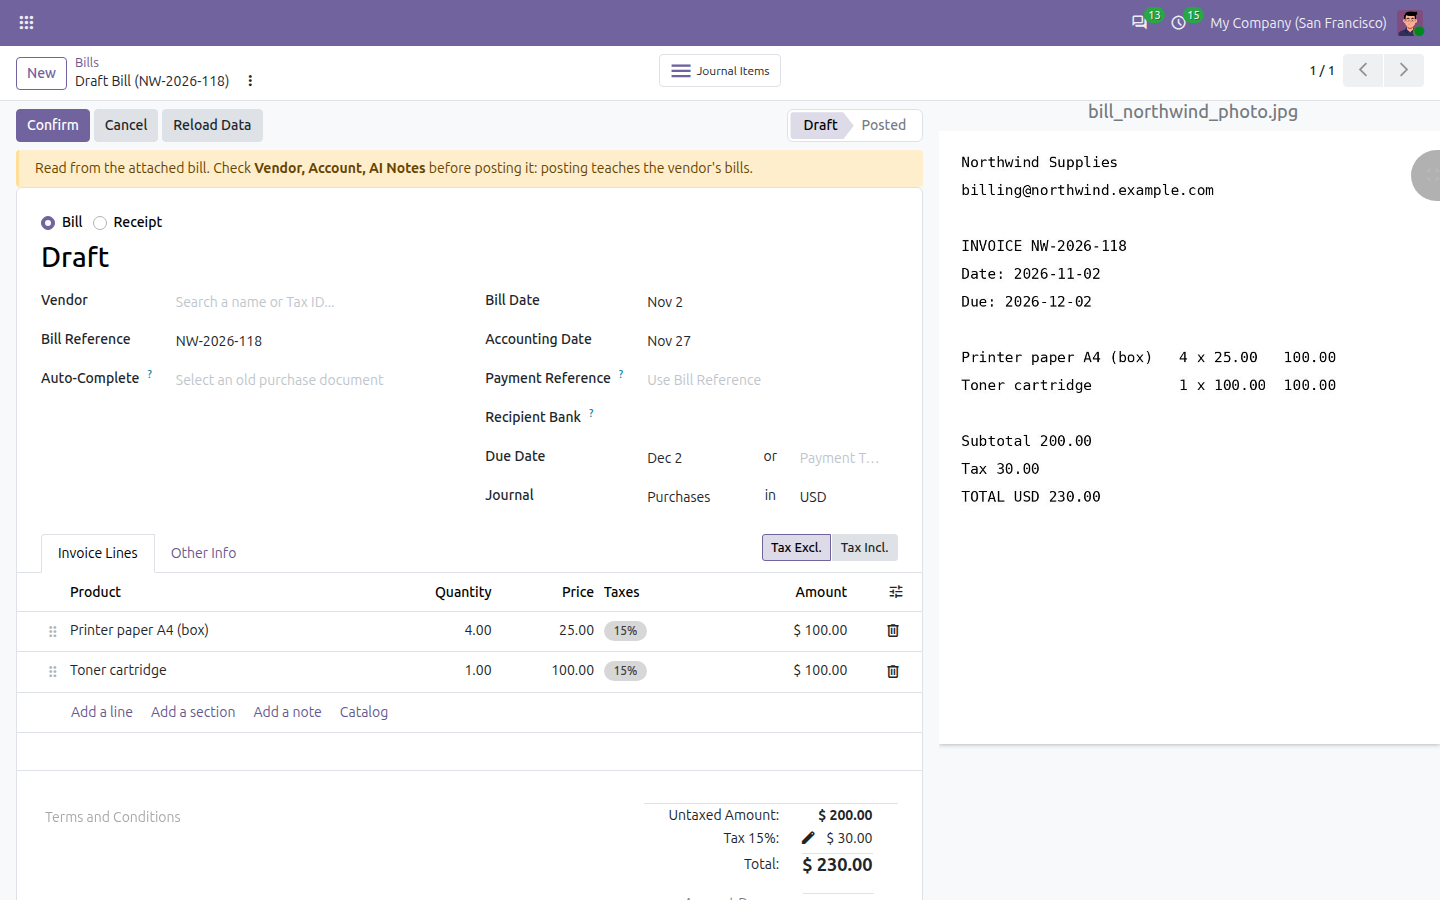 13 15 My Company (San Francisco)
New Bills
Draft Bill (NW-2026-118)
Journal Items
1 / 1
Confirm Cancel Reload Data
Draft Posted
Read from the attached bill. Check Vendor, Account, AI Notes before posting it: posting teaches the vendor's bills.
Bill Receipt
Draft
Vendor Search a name or Tax ID...
Bill Reference NW-2026-118
Auto-Complete ? Select an old purchase document
Bill Date Nov 2
Accounting Date Nov 27
Payment Reference ? Use Bill Reference
Recipient Bank ?
Due Date Dec 2 or Payment T...
Journal Purchases in USD
Invoice Lines Other Info
Tax Excl. Tax Incl.
Product Quantity Price Taxes Amount
Printer paper A4 (box) 4.00 25.00 15% $ 100.00
Toner cartridge 1.00 100.00 15% $ 100.00
Add a line Add a section Add a note Catalog
Terms and Conditions
Untaxed Amount: $ 200.00
Tax 15%: $ 30.00
Total: $ 230.00
bill_northwind_photo.jpg
Northwind Supplies
billing@northwind.example.com
INVOICE NW-2026-118
Date: 2026-11-02
Due: 2026-12-02
Printer paper A4 (box) 4 x 25.00 100.00
Toner cartridge 1 x 100.00 100.00
Subtotal 200.00
Tax 30.00
TOTAL USD 230.00